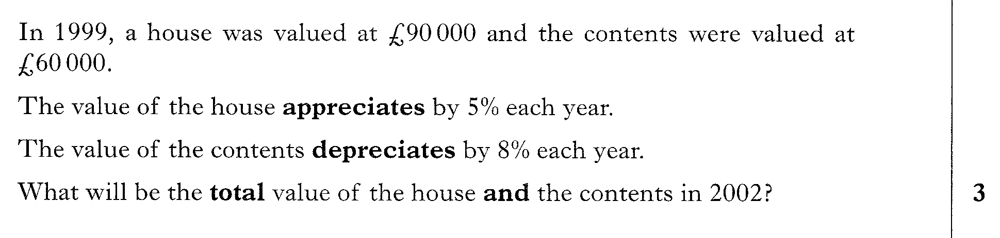 In 1999, a house was valued at £90 000 and the contents were valued at
£60 000.
The value of the house appreciates by 5% each year.
The value of the contents depreciates by 8% each year.
What will be the total value of the house and the contents in 2002? 3